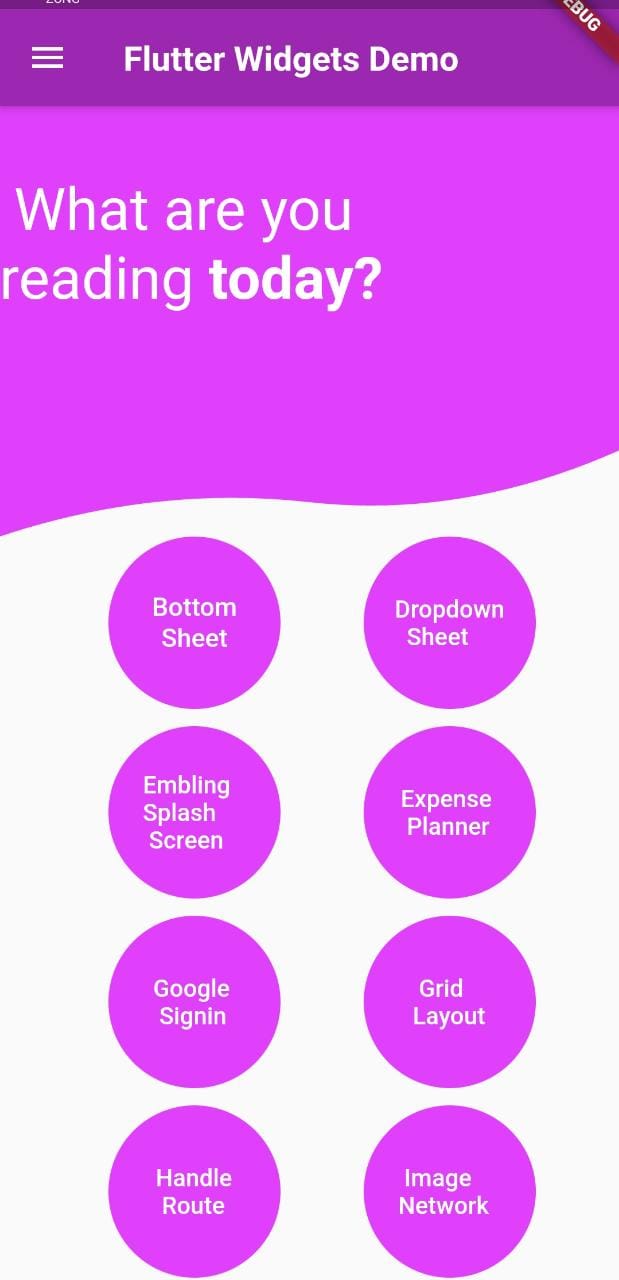 Flutter Widgets Demo
What are you
reading today?
Bottom
Sheet
Dropdown
Sheet
Embling
Splash
Screen
Expense
Planner
Google
Signin
Grid
Layout
Handle
Route
Image
Network